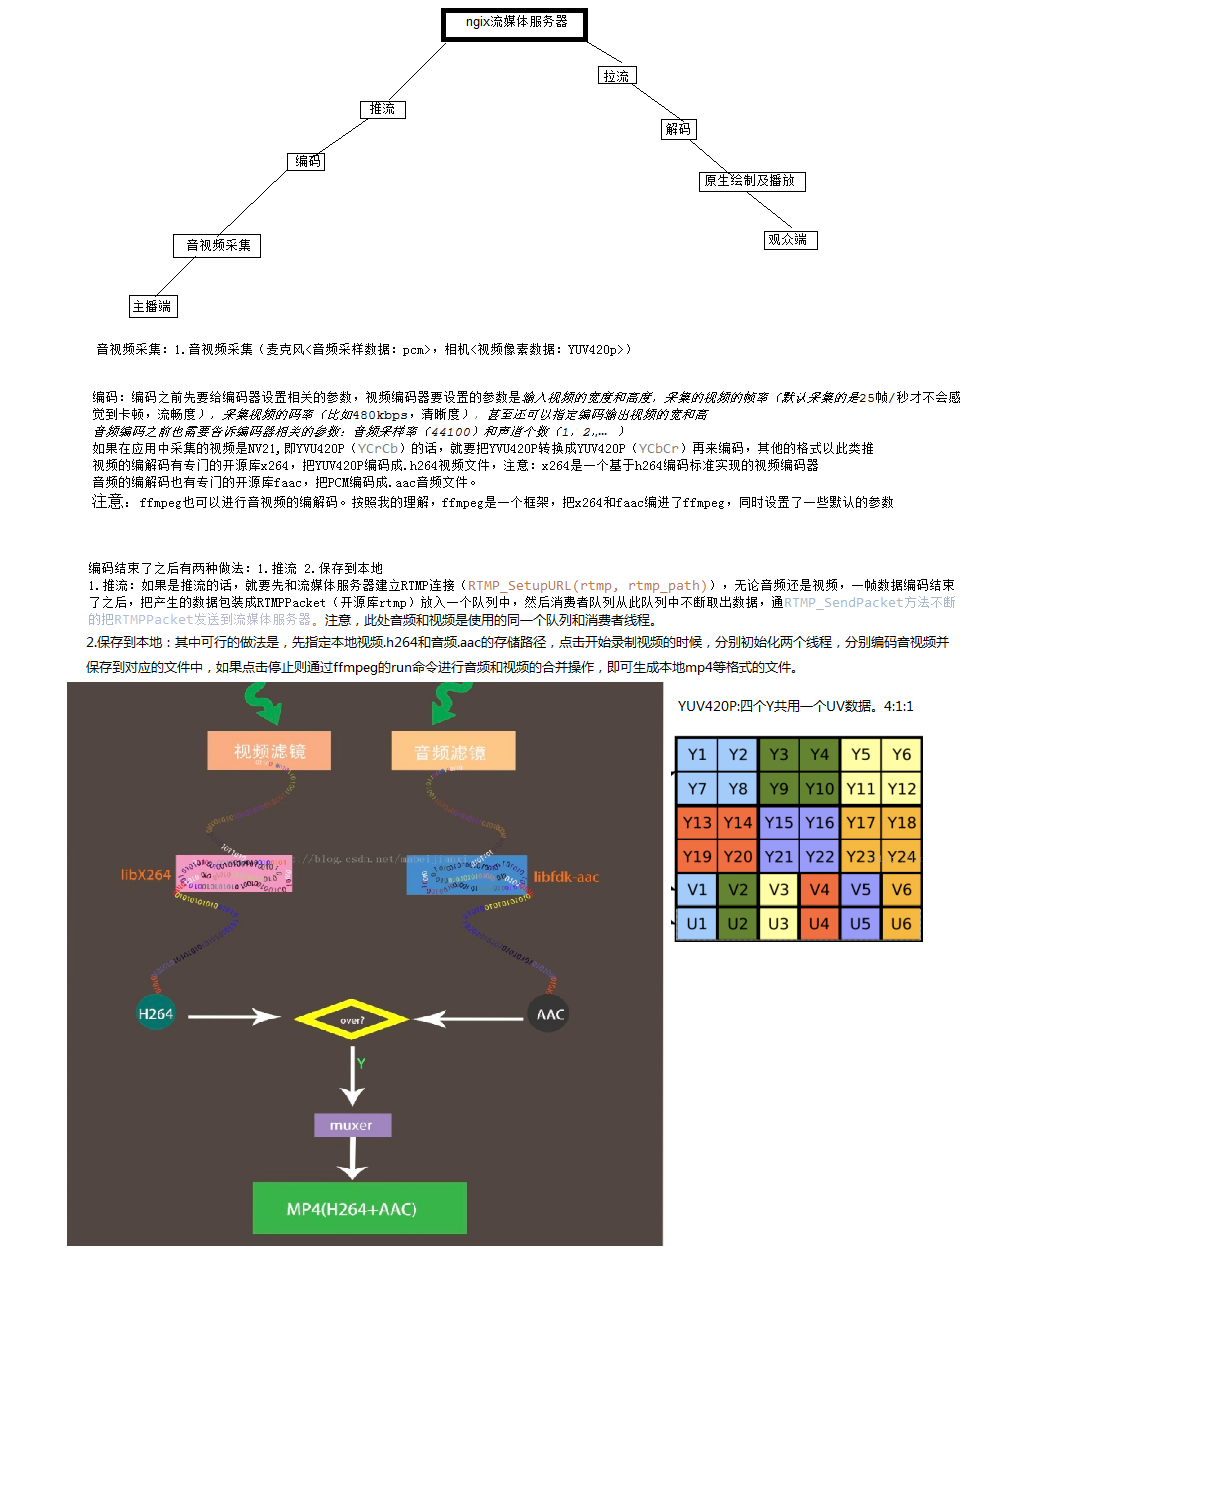 ngix流媒体服务器
拉流
推流
解码
编码
原生绘制及播放
音视频采集
观众端
主播端
音视频采集：1.音视频采集（麦克风<音频采样数据：pcm>，相机<视频像素数据：YUV420p>）
编码：编码之前先要给编码器设置相关的参数，视频编码器要设置的参数是输入视频的宽度和高度，采集的视频的帧率（默认采集的是25帧/秒才不会感
觉到卡顿，流畅度），采集视频的码率（比如480kbps，清晰度），甚至还可以指定编码输出视频的宽和高
音频编码之前也需要告诉编码器相关的参数：音频采样率（44100）和声道个数（1，2,,… ）
如果在应用中采集的视频是NV21,即YVU420P（YCrCb）的话，就要把YVU420P转换成YUV420P（YCbCr）再来编码，其他的格式以此类推
视频的编解码有专门的开源库x264，把YUV420P编码成.h264视频文件，注意：x264是一个基于h264编码标准实现的视频编码器
音频的编解码也有专门的开源库faac，把PCM编码成.aac音频文件。
注意：ffmpeg也可以进行音视频的编解码。按照我的理解，ffmpeg是一个框架，把x264和faac编进了ffmpeg，同时设置了一些默认的参数
编码结束了之后有两种做法：1.推流 2.保存到本地
1.推流：如果是推流的话，就要先和流媒体服务器建立RTMP连接（RTMP_SetupURL(rtmp, rtmp_path)），无论音频还是视频，一帧数据编码结束
了之后，把产生的数据包装成RTMPPacket（开源库rtmp）放入一个队列中，然后消费者队列从此队列中不断取出数据，通RTMP_SendPacket方法不断
的把RTMPPacket发送到流媒体服务器。注意，此处音频和视频是使用的同一个队列和消费者线程。
2.保存到本地：其中可行的做法是，先指定本地视频.h264和音频.aac的存储路径，点击开始录制视频的时候，分别初始化两个线程，分别编码音视频并
保存到对应的文件中，如果点击停止则通过ffmpeg的run命令进行音频和视频的合并操作，即可生成本地mp4等格式的文件。
视频滤镜 音频滤镜
libX264 libfdk-aac
H264 over? AAC
Y
muxer
MP4(H264+AAC)
YUV420P:四个Y共用一个UV数据。4:1:1
Y1 Y2 Y3 Y4 Y5 Y6
Y7 Y8 Y9 Y10 Y11 Y12
Y13 Y14 Y15 Y16 Y17 Y18
Y19 Y20 Y21 Y22 Y23 Y24
V1 V2 V3 V4 V5 V6
U1 U2 U3 U4 U5 U6